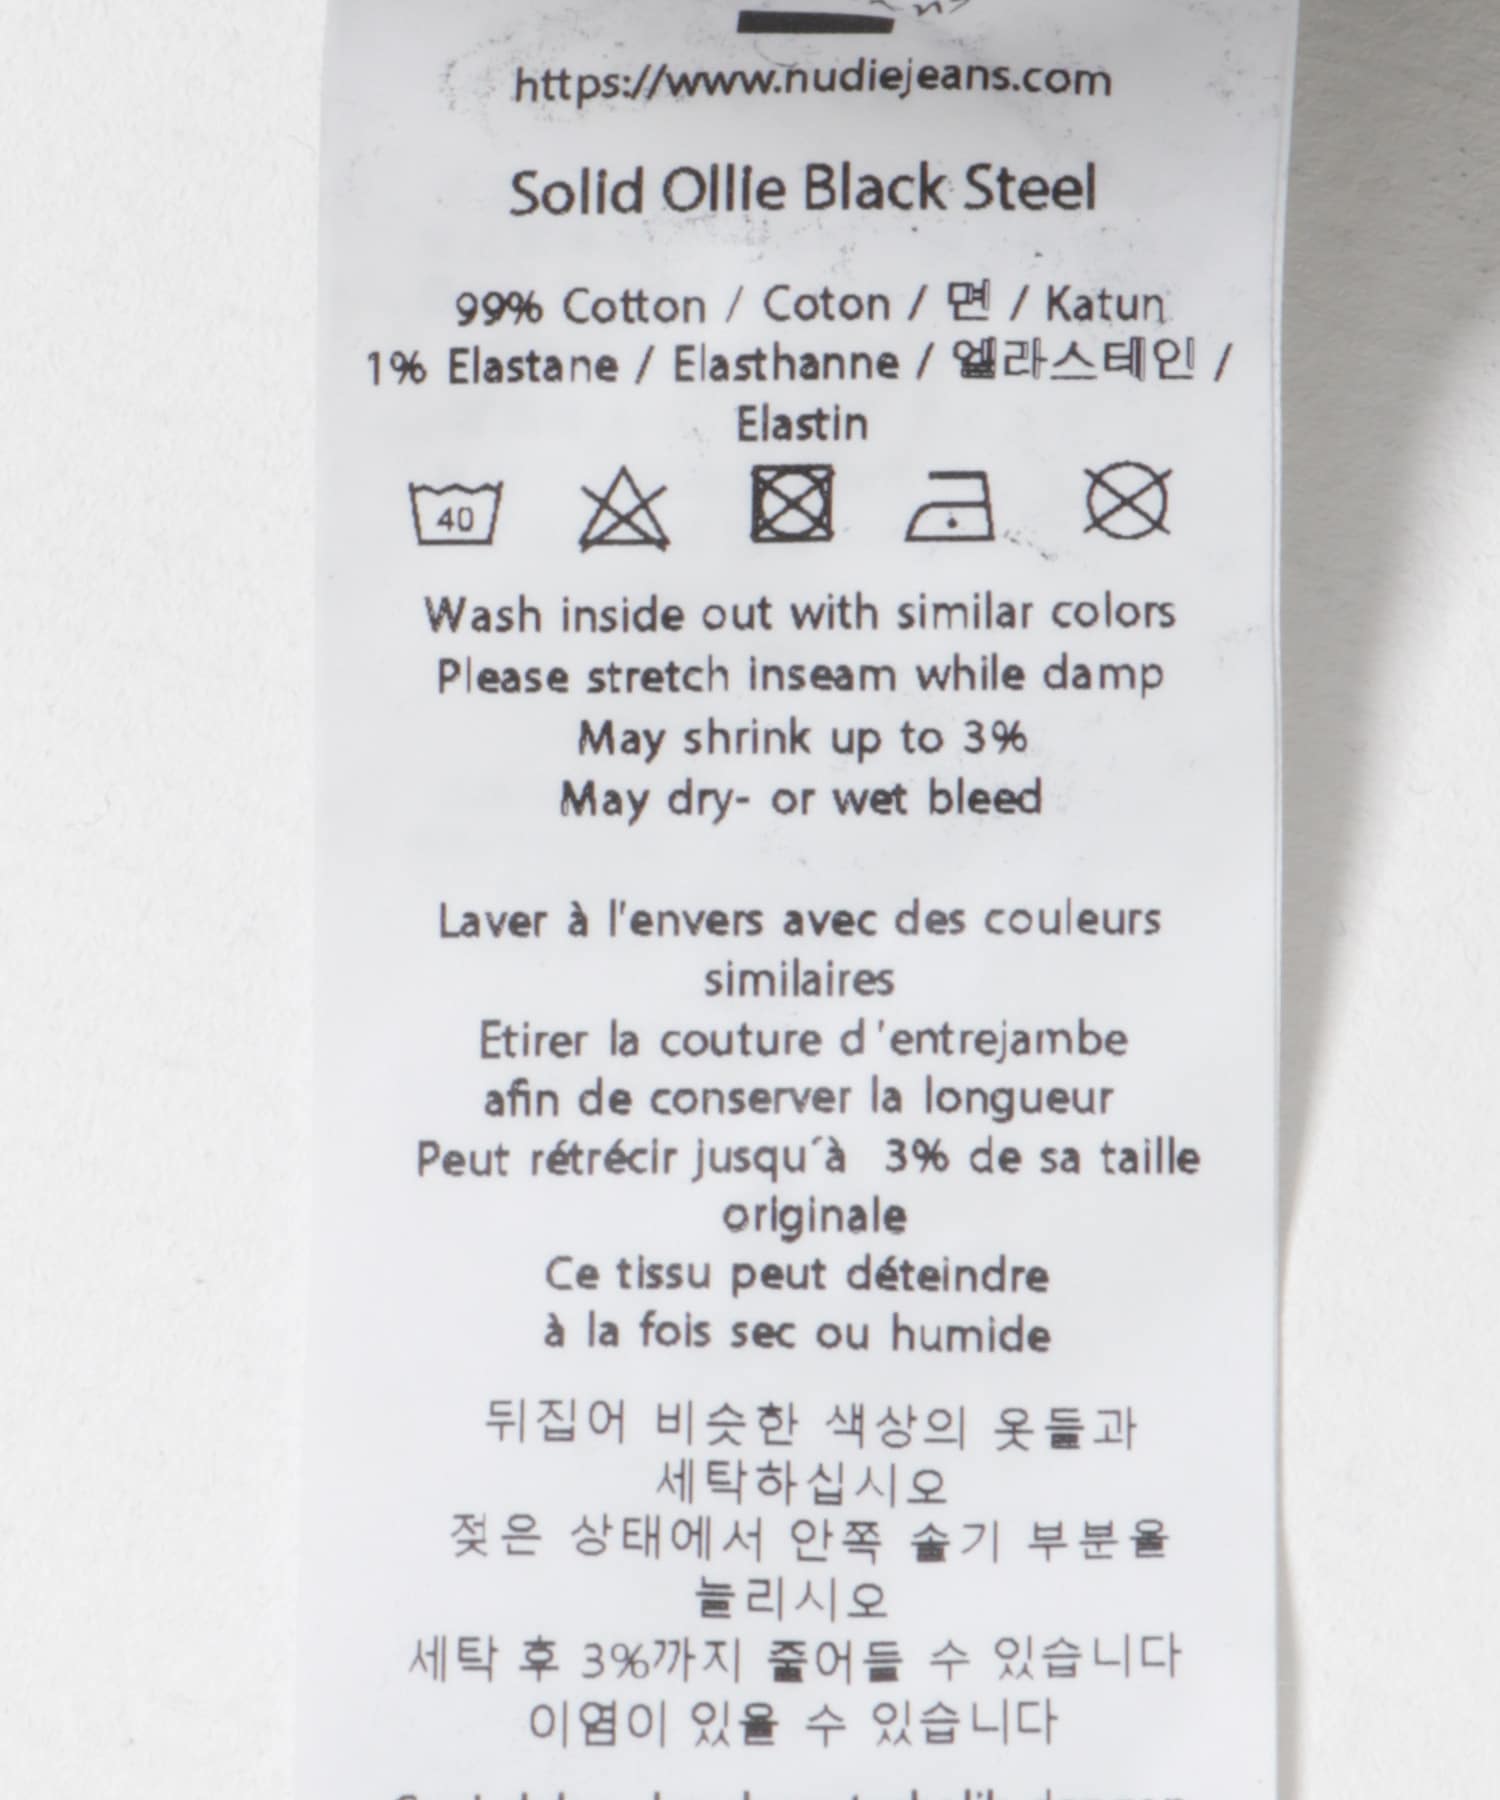 https://www.nudiejeans.com
Solid Ollie Black Steel
99% Cotton / Coton / 면 / Katun
1% Elastane / Elasthanne / 엘라스테인 /
Elastin
40
Wash inside out with similar colors
Please stretch inseam while damp
May shrink up to 3%
May dry- or wet bleed
Laver à l'envers avec des couleurs
similaires
Etirer la couture d'entrejambe
afin de conserver la longueur
Peut rétrécir jusqu´à 3% de sa taille
originale
Ce tissu peut déteindre
à la fois sec ou humide
뒤집어 비슷한 색상의 옷들과
세탁하십시오
젖은 상태에서 안쪽 솔기 부분을
늘리시오
세탁 후 3%까지 줄어들 수 있습니다
이염이 있을 수 있습니다